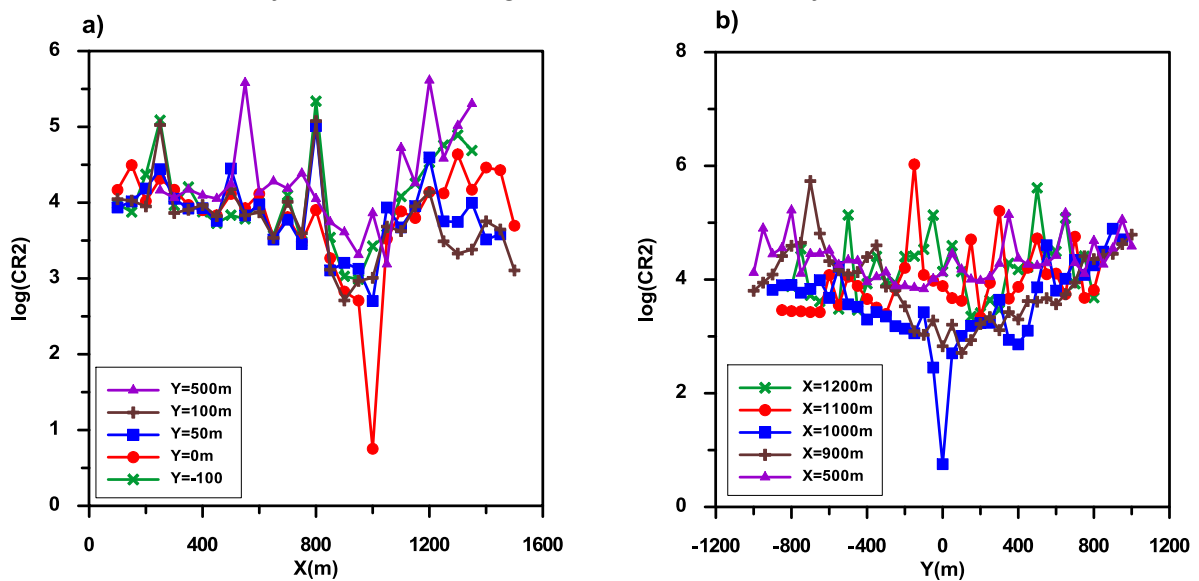 a)
6
5
4
3
2
1
0
log(CR2)
Y=500m
Y=100m
Y=50m
Y=0m
Y=-100
0
400
800
1200
1600
X(m)
b)
8
6
4
2
0
log(CR2)
X=1200m
X=1100m
X=1000m
X=900m
X=500m
-1200
-800
-400
0
400
800
1200
Y(m)